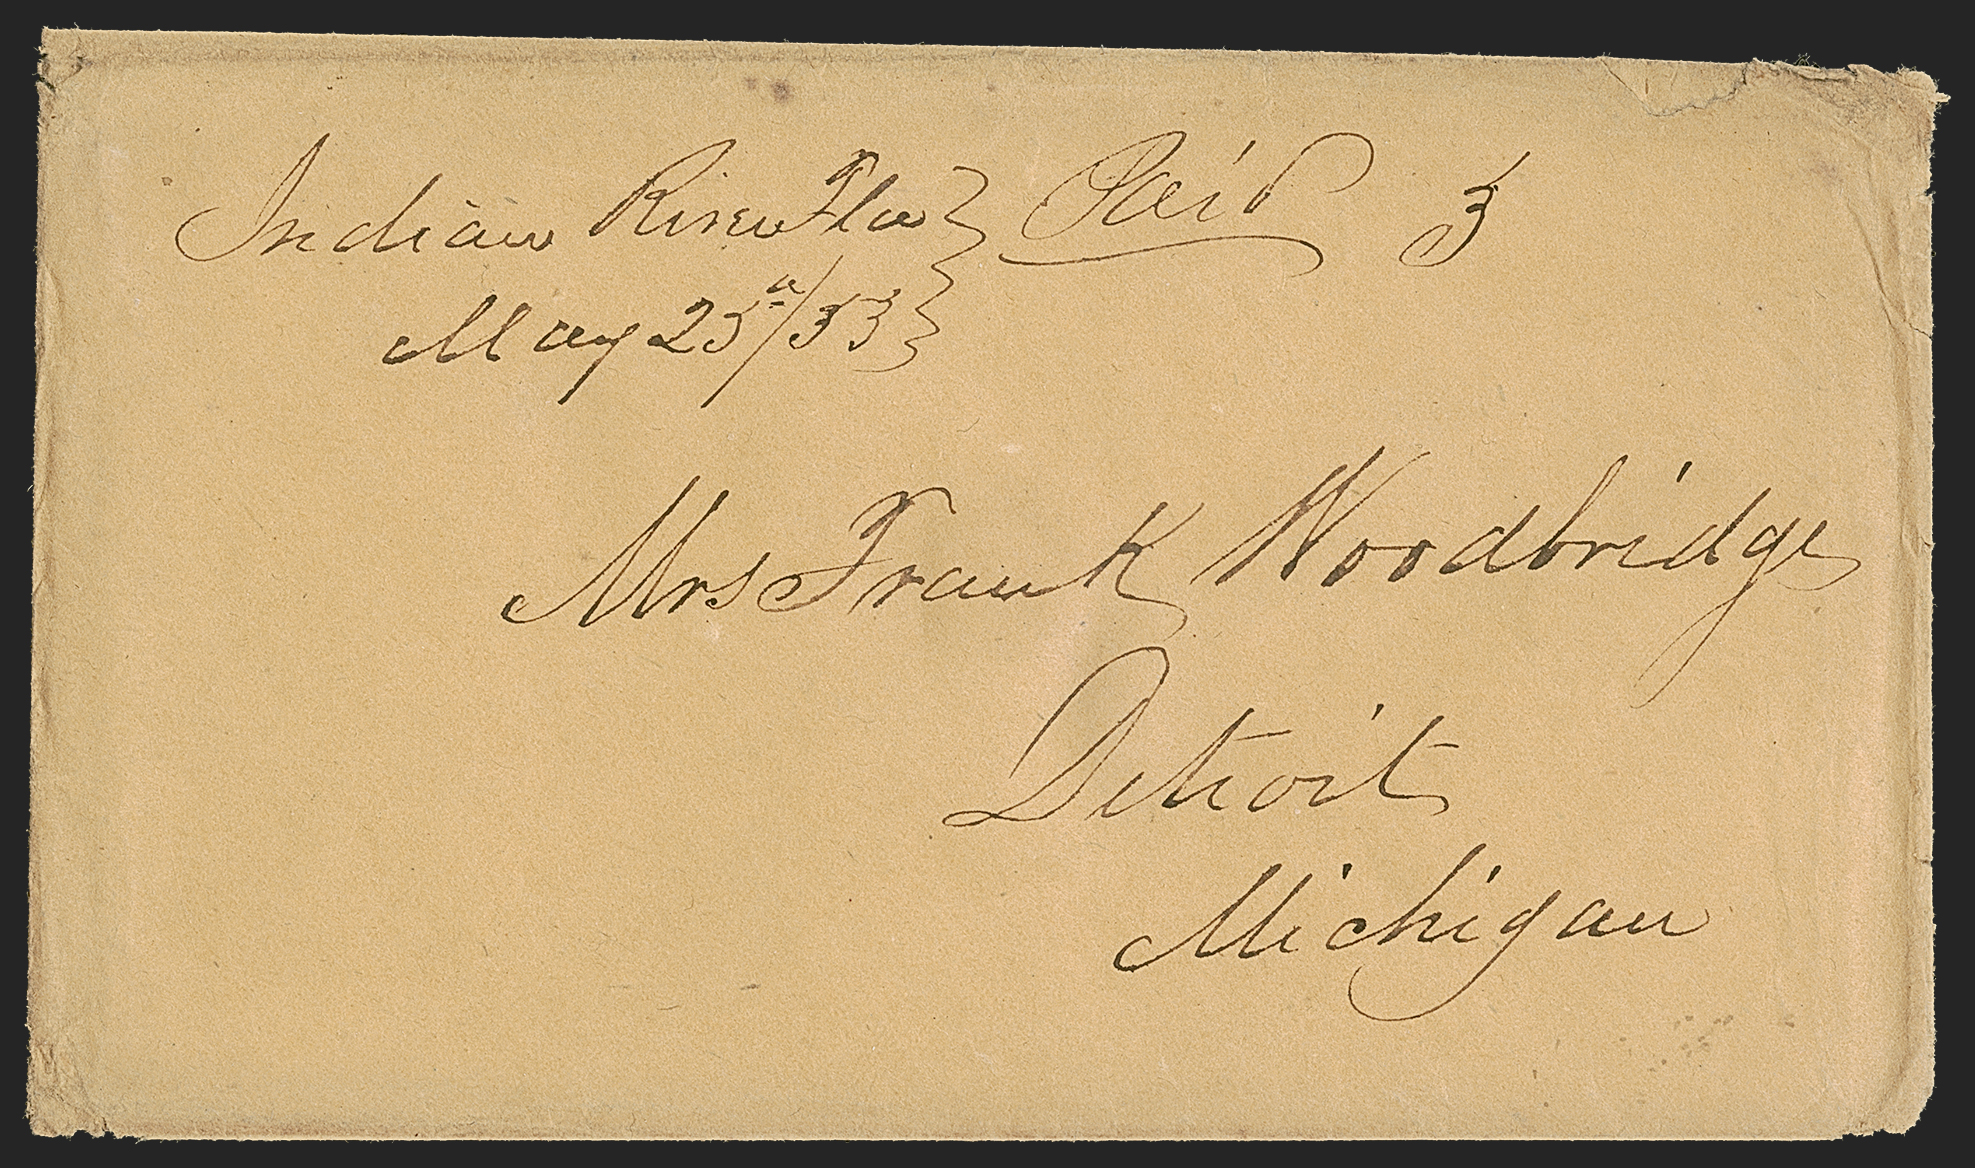 Indian River Fla } Paid 3
May 25th/53 }
Mrs Frank Woodbridge
Detroit
Michigan